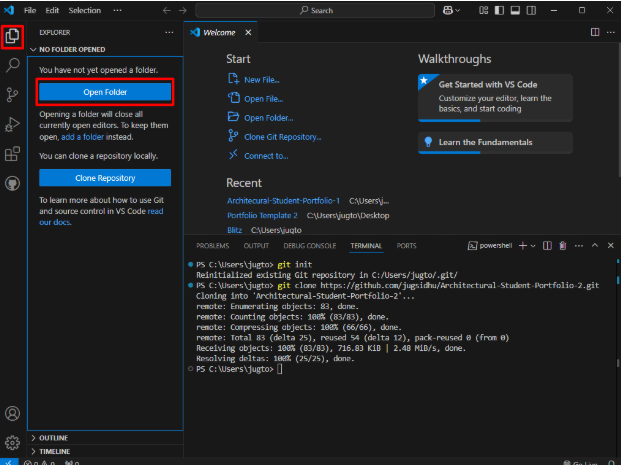 File Edit Selection ···
Search
EXPLORER ···
NO FOLDER OPENED
You have not yet opened a folder.
Open Folder
Opening a folder will close all
currently open editors. To keep them
open, add a folder instead.
You can clone a repository locally.
Clone Repository
To learn more about how to use Git
and source control in VS Code read
our docs.
OUTLINE
TIMELINE
Welcome
Start
New File...
Open File...
Open Folder...
Clone Git Repository...
Connect to...
Recent
Architecural-Student-Portfolio-1 C:\Users\j...
Portfolio Template 2 C:\Users\jugto\Desktop
Blitz C:\Users\jugto
Walkthroughs
Get Started with VS Code
Customize your editor, learn the
basics, and start coding
Learn the Fundamentals
PROBLEMS OUTPUT DEBUG CONSOLE TERMINAL PORTS
powershell
PS C:\Users\jugto> git init
Reinitialized existing Git repository in C:/Users/jugto/.git/
PS C:\Users\jugto> git clone https://github.com/jugsidhu/Architectural-Student-Portfolio-2.git
Cloning into 'Architectural-Student-Portfolio-2'...
remote: Enumerating objects: 83, done.
remote: Counting objects: 100% (83/83), done.
remote: Compressing objects: 100% (66/66), done.
remote: Total 83 (delta 25), reused 54 (delta 12), pack-reused 0 (from 0)
Receiving objects: 100% (83/83), 716.83 KiB | 2.48 MiB/s, done.
Resolving deltas: 100% (25/25), done.
PS C:\Users\jugto>
Go Live